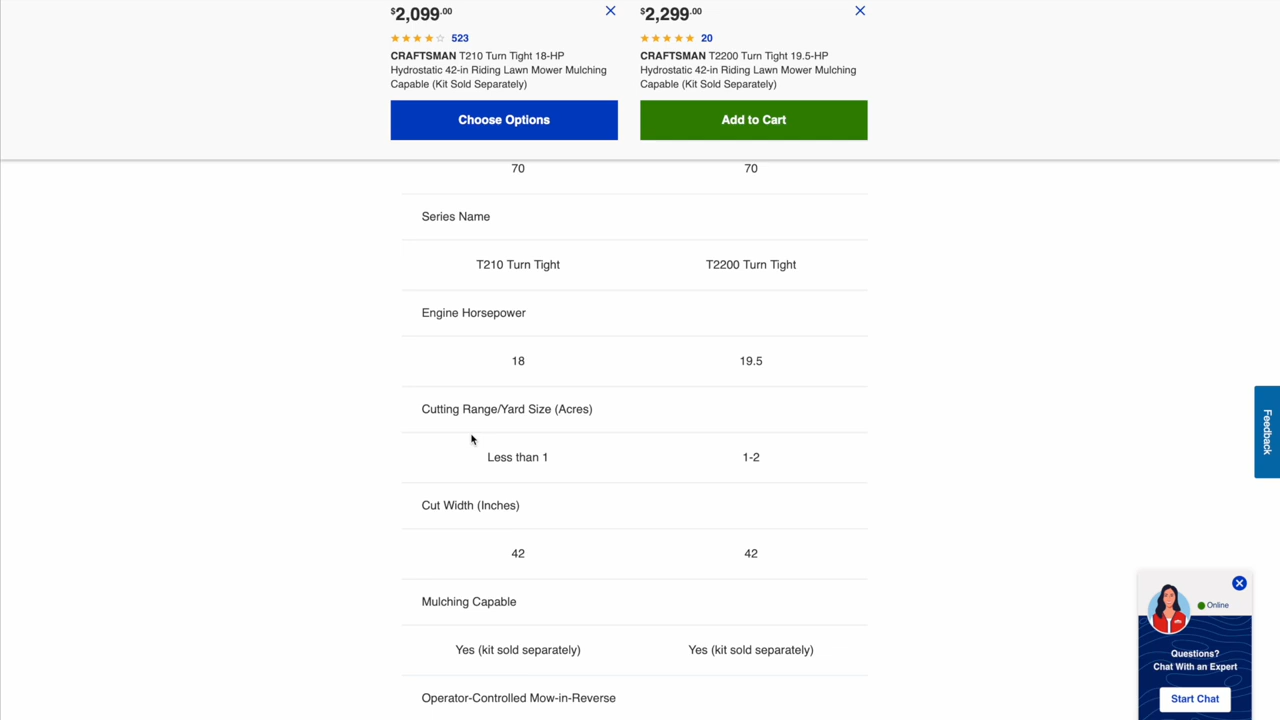 $2,099.00
523
CRAFTSMAN T210 Turn Tight 18-HP
Hydrostatic 42-in Riding Lawn Mower Mulching
Capable (Kit Sold Separately)
Choose Options
$2,299.00
20
CRAFTSMAN T2200 Turn Tight 19.5-HP
Hydrostatic 42-in Riding Lawn Mower Mulching
Capable (Kit Sold Separately)
Add to Cart
70 70
Series Name
T210 Turn Tight T2200 Turn Tight
Engine Horsepower
18 19.5
Cutting Range/Yard Size (Acres)
Less than 1 1-2
Cut Width (Inches)
42 42
Mulching Capable
Yes (kit sold separately) Yes (kit sold separately)
Operator-Controlled Mow-in-Reverse
Feedback
Online
Questions?
Chat With an Expert
Start Chat